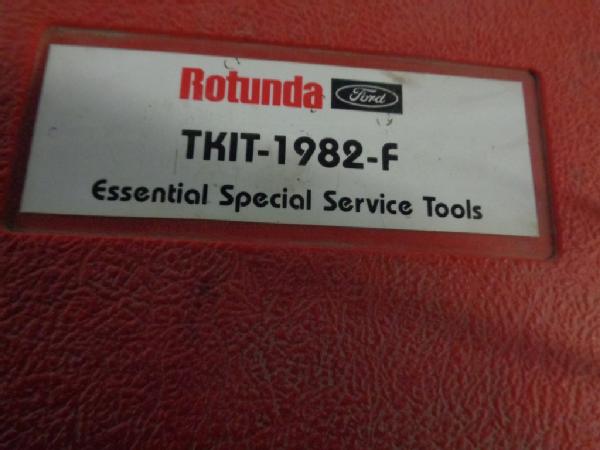 Rotunda Ford
TKIT-1982-F
Essential Special Service Tools